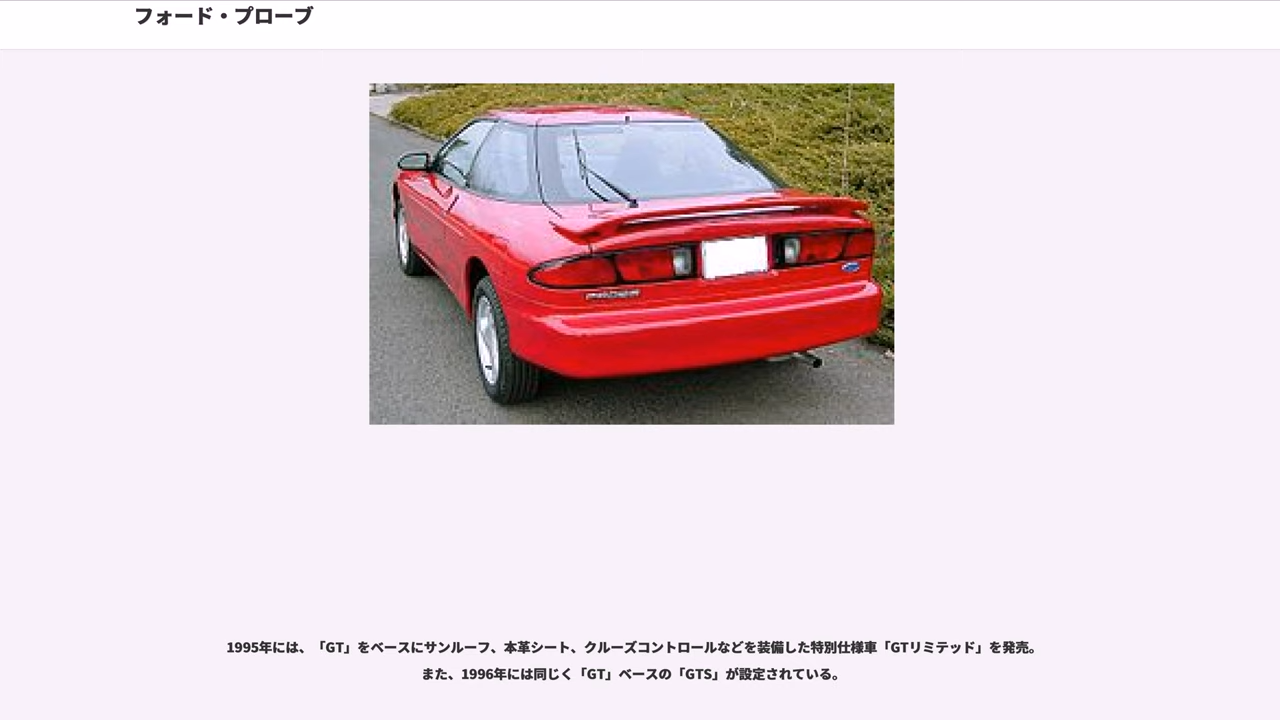 フォード・プローブ
1995年には、「GT」をベースにサンルーフ、本革シート、クルーズコントロールなどを装備した特別仕様車「GTリミテッド」を発売。
また、1996年には同じく「GT」ベースの「GTS」が設定されている。